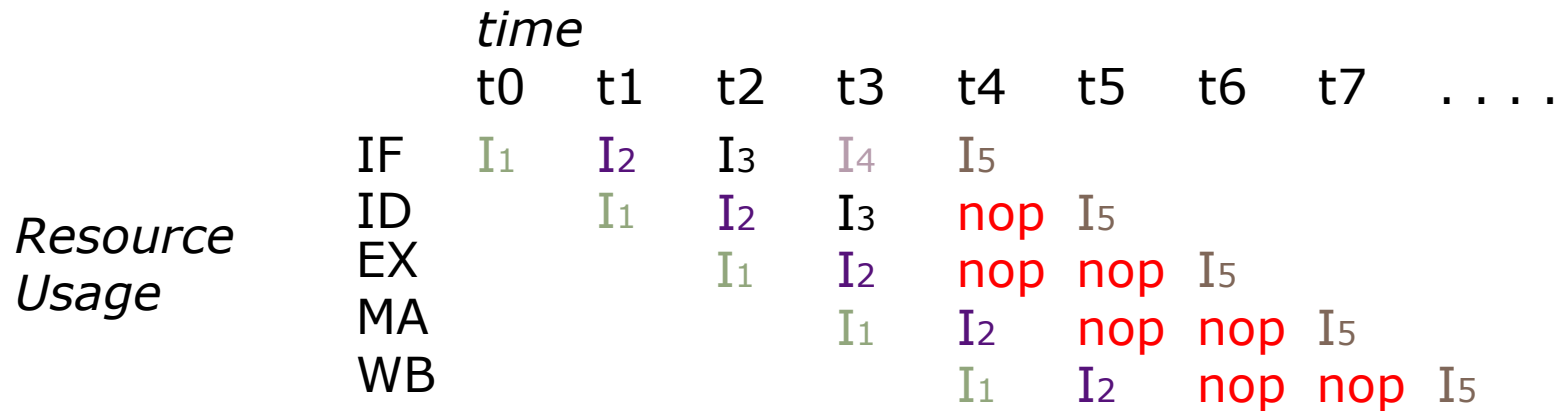 time
t0 t1 t2 t3 t4 t5 t6 t7 . . . .
IF I1 I2 I3 I4 I5
ID I1 I2 I3 nop I5
Resource
EX I1 I2 nop nop I5
Usage
MA I1 I2 nop nop I5
WB I1 I2 nop nop I5